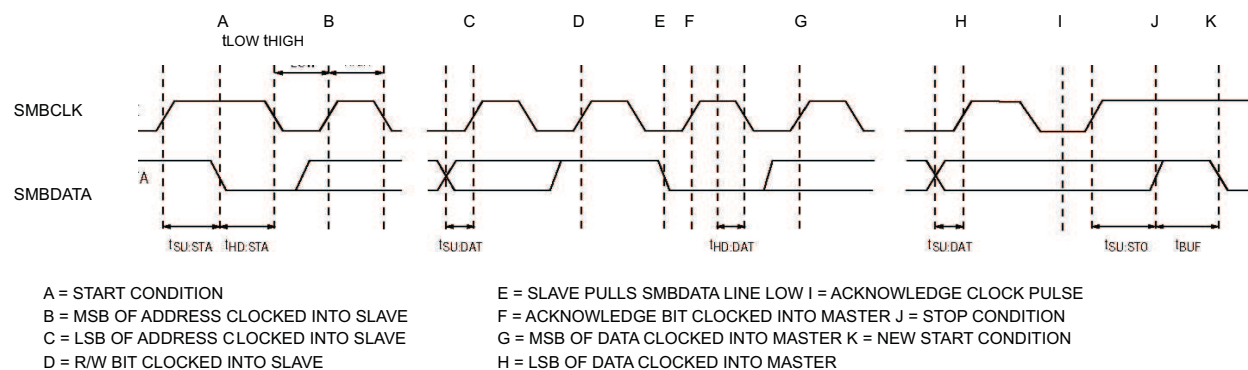 A B C D E F G H I J K
tLOW tHIGH
SMBCLK
A
SMBDATA
tSU:STA tHD:STA tSU:DAT tHD:DAT tSU:DAT tSU:STO tBUF
A = START CONDITION
B = MSB OF ADDRESS CLOCKED INTO SLAVE
C = LSB OF ADDRESS CLOCKED INTO SLAVE
D = R/W BIT CLOCKED INTO SLAVE
E = SLAVE PULLS SMBDATA LINE LOW I = ACKNOWLEDGE CLOCK PULSE
F = ACKNOWLEDGE BIT CLOCKED INTO MASTER J = STOP CONDITION
G = MSB OF DATA CLOCKED INTO MASTER K = NEW START CONDITION
H = LSB OF DATA CLOCKED INTO MASTER